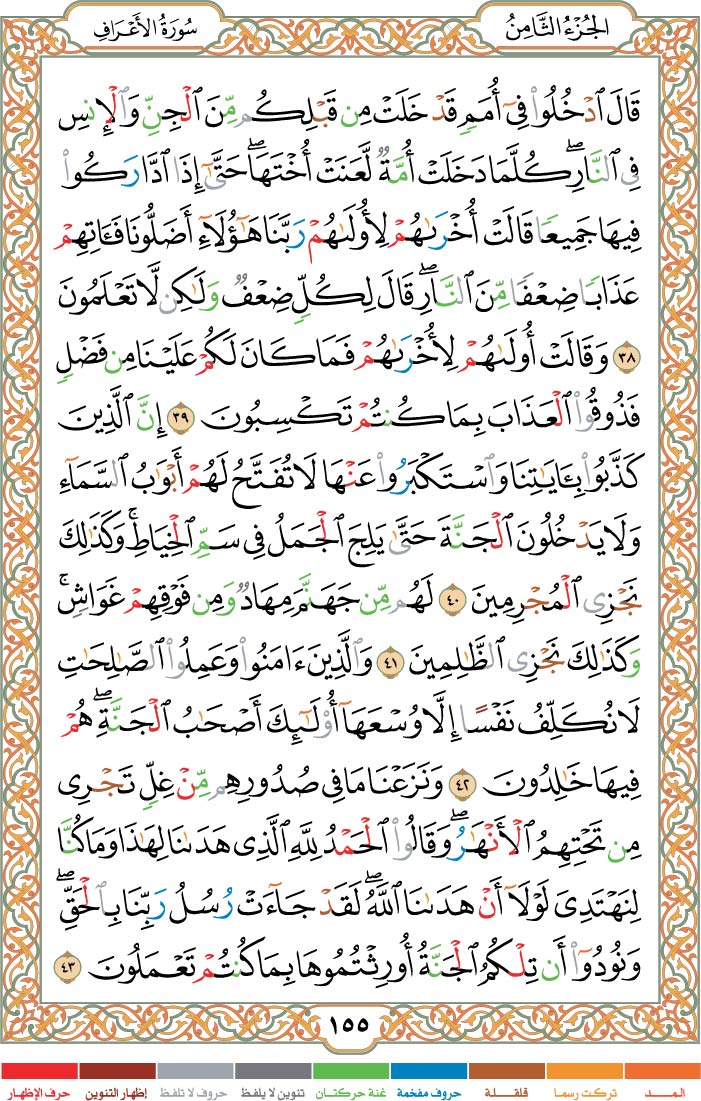 سُورَةُ الأَعْرَافِ
الجُزْءُ الثَّامِنُ
قَالَ ٱدْخُلُوا۟ فِىٓ أُمَمٍ قَدْ خَلَتْ مِن قَبْلِكُم مِّنَ ٱلْجِنِّ وَٱلْإِنسِ
فِى ٱلنَّارِ ۖ كُلَّمَا دَخَلَتْ أُمَّةٌ لَّعَنَتْ أُخْتَهَا ۖ حَتَّىٰٓ إِذَا ٱدَّارَكُوا۟
فِيهَا جَمِيعًا قَالَتْ أُخْرَىٰهُمْ لِأُولَىٰهُمْ رَبَّنَا هَٰٓؤُلَآءِ أَضَلُّونَا فَـَٔاتِهِمْ
عَذَابًا ضِعْفًا مِّنَ ٱلنَّارِ ۖ قَالَ لِكُلٍّ ضِعْفٌ وَلَٰكِن لَّا تَعْلَمُونَ
٣٨ وَقَالَتْ أُولَىٰهُمْ لِأُخْرَىٰهُمْ فَمَا كَانَ لَكُمْ عَلَيْنَا مِن فَضْلٍ
فَذُوقُوا۟ ٱلْعَذَابَ بِمَا كُنتُمْ تَكْسِبُونَ ٣٩ إِنَّ ٱلَّذِينَ
كَذَّبُوا۟ بِـَٔايَٰتِنَا وَٱسْتَكْبَرُوا۟ عَنْهَا لَا تُفَتَّحُ لَهُمْ أَبْوَٰبُ ٱلسَّمَآءِ
وَلَا يَدْخُلُونَ ٱلْجَنَّةَ حَتَّىٰ يَلِجَ ٱلْجَمَلُ فِى سَمِّ ٱلْخِيَاطِ ۚ وَكَذَٰلِكَ
نَجْزِى ٱلْمُجْرِمِينَ ٤٠ لَهُم مِّن جَهَنَّمَ مِهَادٌ وَمِن فَوْقِهِمْ غَوَاشٍ ۚ
وَكَذَٰلِكَ نَجْزِى ٱلظَّٰلِمِينَ ٤١ وَٱلَّذِينَ ءَامَنُوا۟ وَعَمِلُوا۟ ٱلصَّٰلِحَٰتِ
لَا نُكَلِّفُ نَفْسًا إِلَّا وُسْعَهَآ أُو۟لَٰٓئِكَ أَصْحَٰبُ ٱلْجَنَّةِ ۖ هُمْ
فِيهَا خَٰلِدُونَ ٤٢ وَنَزَعْنَا مَا فِى صُدُورِهِم مِّنْ غِلٍّ تَجْرِى
مِن تَحْتِهِمُ ٱلْأَنْهَٰرُ ۖ وَقَالُوا۟ ٱلْحَمْدُ لِلَّهِ ٱلَّذِى هَدَىٰنَا لِهَٰذَا وَمَا كُنَّا
لِنَهْتَدِىَ لَوْلَآ أَنْ هَدَىٰنَا ٱللَّهُ ۖ لَقَدْ جَآءَتْ رُسُلُ رَبِّنَا بِٱلْحَقِّ ۖ
وَنُودُوٓا۟ أَن تِلْكُمُ ٱلْجَنَّةُ أُورِثْتُمُوهَا بِمَا كُنتُمْ تَعْمَلُونَ ٤٣
١٥٥
المـــد
تركت رسما
قلقـلة
حروف مفخمة
غنة حركتـان
تنوين لا يلفظ
حروف لا تلفظ
إظهار التنوين
حرف الإظهار